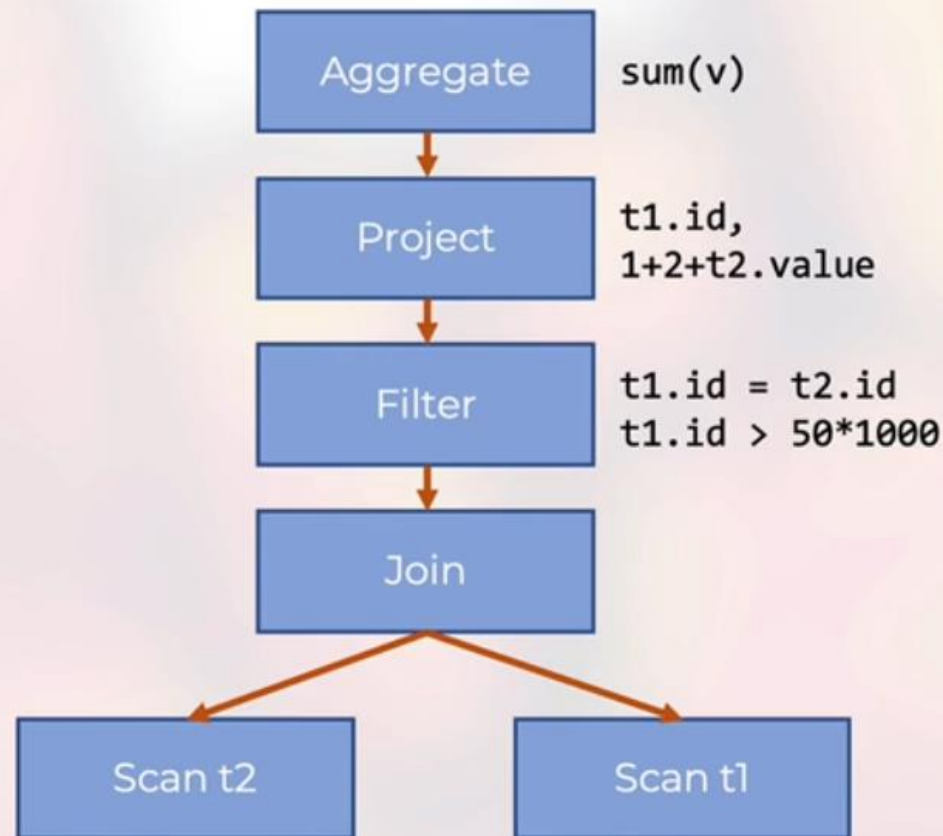 Aggregate
sum(v)
Project
t1.id,
1+2+t2.value
Filter
t1.id = t2.id
t1.id > 50*1000
Join
Scan t2
Scan t1